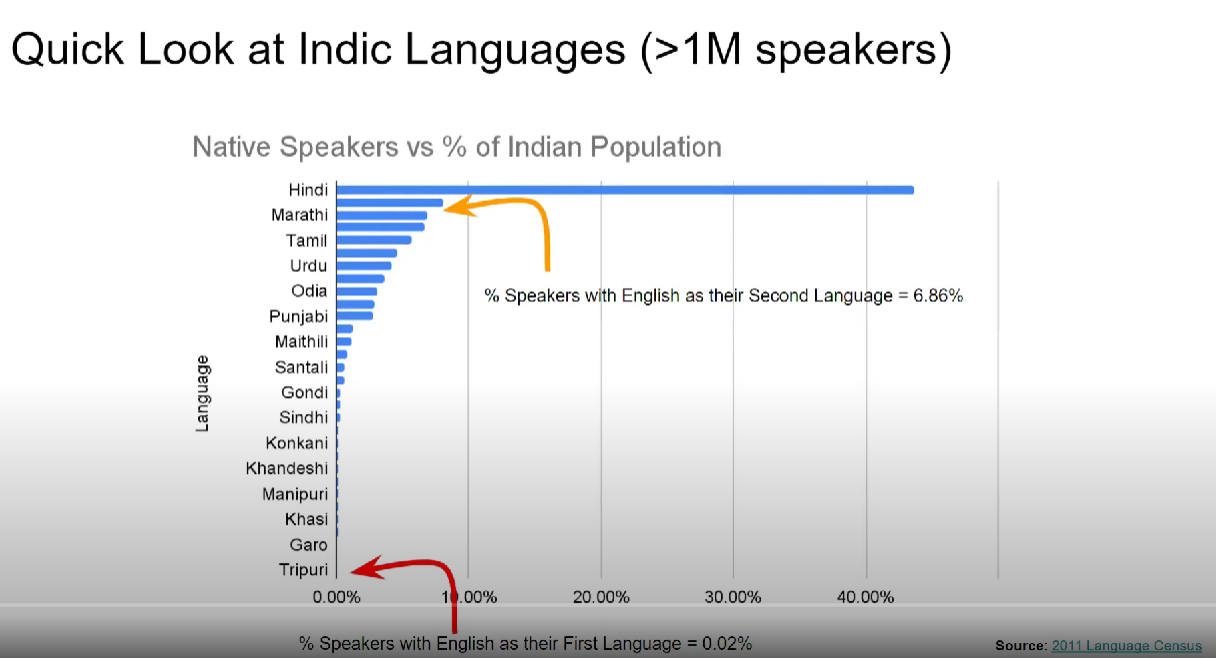 Quick Look at Indic Languages (>1M speakers)
Native Speakers vs % of Indian Population
Language
Hindi
Marathi
Tamil
Urdu
Odia
Punjabi
Maithili
Santali
Gondi
Sindhi
Konkani
Khandeshi
Manipuri
Khasi
Garo
Tripuri
% Speakers with English as their Second Language = 6.86%
0.00% 10.00% 20.00% 30.00% 40.00%
% Speakers with English as their First Language = 0.02%
Source: 2011 Language Census